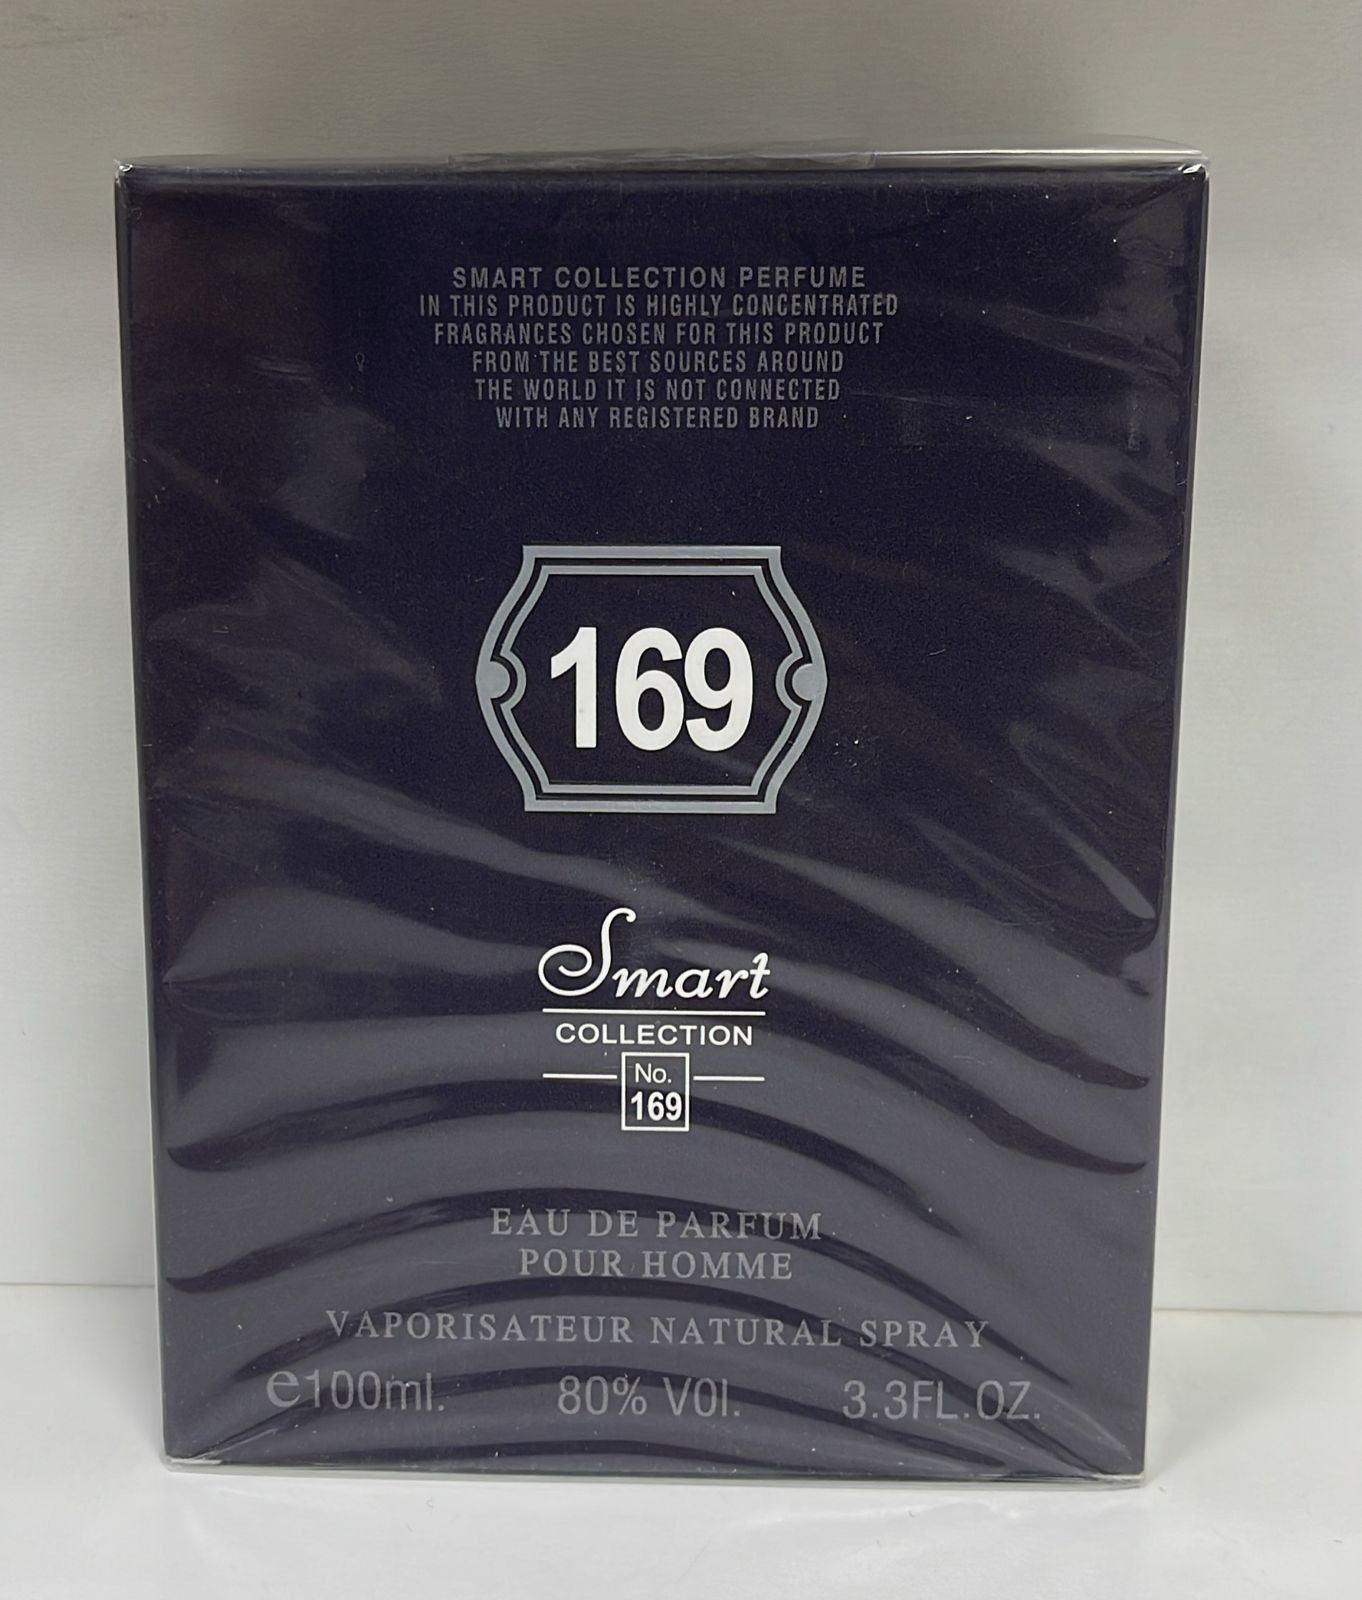 SMART COLLECTION PERFUME
IN THIS PRODUCT IS HIGHLY CONCENTRATED
FRAGRANCES CHOSEN FOR THIS PRODUCT
FROM THE BEST SOURCES AROUND
THE WORLD IT IS NOT CONNECTED
WITH ANY REGISTERED BRAND
169
Smart
COLLECTION
No.
169
EAU DE PARFUM
POUR HOMME
VAPORISATEUR NATURAL SPRAY
℮100ml. 80% VOl. 3.3FL.OZ.